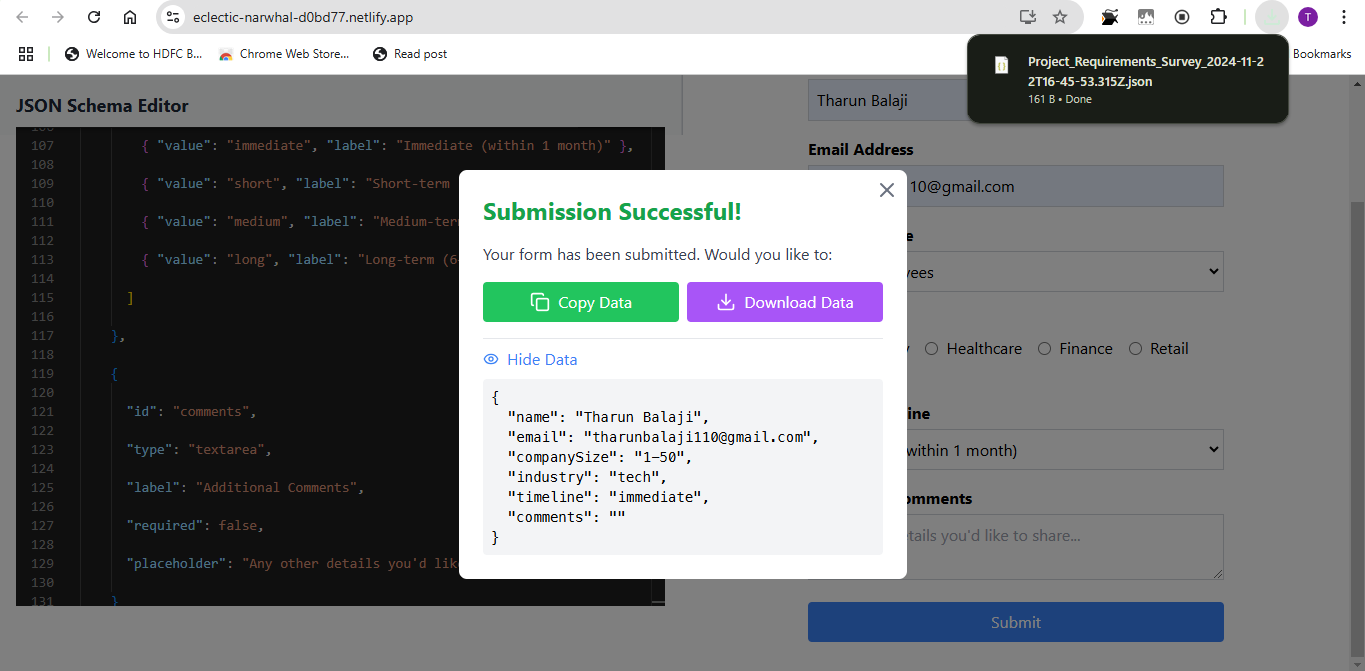 eclectic-narwhal-d0bd77.netlify.app
T
Welcome to HDFC B...
Chrome Web Store...
Read post
Bookmarks
Project_Requirements_Survey_2024-11-2
2T16-45-53.315Z.json
161 B • Done
JSON Schema Editor
106
107 { "value": "immediate", "label": "Immediate (within 1 month)" },
108
109 { "value": "short", "label": "Short-term
110
111 { "value": "medium", "label": "Medium-ter
112
113 { "value": "long", "label": "Long-term (6
114
115 ]
116
117 },
118
119 {
120
121 "id": "comments",
122
123 "type": "textarea",
124
125 "label": "Additional Comments",
126
127 "required": false,
128
129 "placeholder": "Any other details you'd lik
130
131 }
Submission Successful!
Your form has been submitted. Would you like to:
Copy Data
Download Data
Hide Data
{
"name": "Tharun Balaji",
"email": "tharunbalaji110@gmail.com",
"companySize": "1-50",
"industry": "tech",
"timeline": "immediate",
"comments": ""
}
Tharun Balaji
Email Address
10@gmail.com
e
yees
y
Healthcare
Finance
Retail
ine
within 1 month)
omments
tails you'd like to share...
Submit